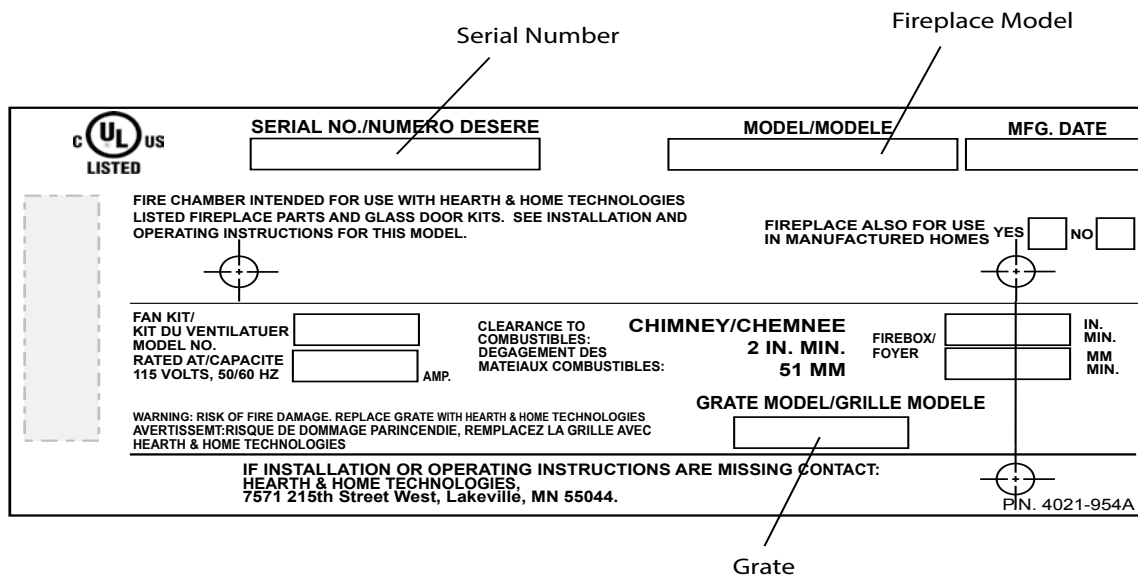 Serial Number
Fireplace Model
C UL US
LISTED
SERIAL NO./NUMERO DESERE
MODEL/MODELE
MFG. DATE
FIRE CHAMBER INTENDED FOR USE WITH HEARTH & HOME TECHNOLOGIES
LISTED FIREPLACE PARTS AND GLASS DOOR KITS. SEE INSTALLATION AND
OPERATING INSTRUCTIONS FOR THIS MODEL.
FIREPLACE ALSO FOR USE
IN MANUFACTURED HOMES
YES
NO
FAN KIT/
KIT DU VENTILATUER
MODEL NO.
RATED AT/CAPACITE
115 VOLTS, 50/60 HZ
AMP.
CLEARANCE TO
COMBUSTIBLES:
DEGAGEMENT DES
MATEIAUX COMBUSTIBLES:
CHIMNEY/CHEMNEE
2 IN. MIN.
51 MM
FIREBOX/
FOYER
IN.
MIN.
MM
MIN.
WARNING: RISK OF FIRE DAMAGE. REPLACE GRATE WITH HEARTH & HOME TECHNOLOGIES
AVERTISSEMT:RISQUE DE DOMMAGE PARINCENDIE, REMPLACEZ LA GRILLE AVEC
HEARTH & HOME TECHNOLOGIES
GRATE MODEL/GRILLE MODELE
IF INSTALLATION OR OPERATING INSTRUCTIONS ARE MISSING CONTACT:
HEARTH & HOME TECHNOLOGIES,
7571 215th Street West, Lakeville, MN 55044.
P/N. 4021-954A
Grate